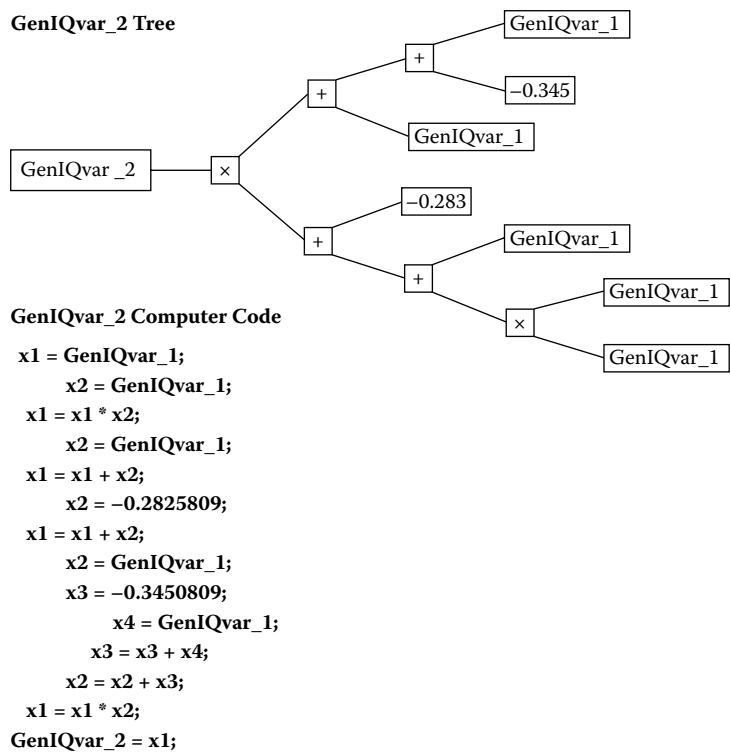 GenIQvar_2 Tree
GenIQvar_1
+
−0.345
+
GenIQvar_1
GenIQvar _2
×
−0.283
+
GenIQvar_1
+
GenIQvar_1
×
GenIQvar_1
GenIQvar_2 Computer Code
x1 = GenIQvar_1;
x2 = GenIQvar_1;
x1 = x1 * x2;
x2 = GenIQvar_1;
x1 = x1 + x2;
x2 = −0.2825809;
x1 = x1 + x2;
x2 = GenIQvar_1;
x3 = −0.3450809;
x4 = GenIQvar_1;
x3 = x3 + x4;
x2 = x2 + x3;
x1 = x1 * x2;
GenIQvar_2 = x1;